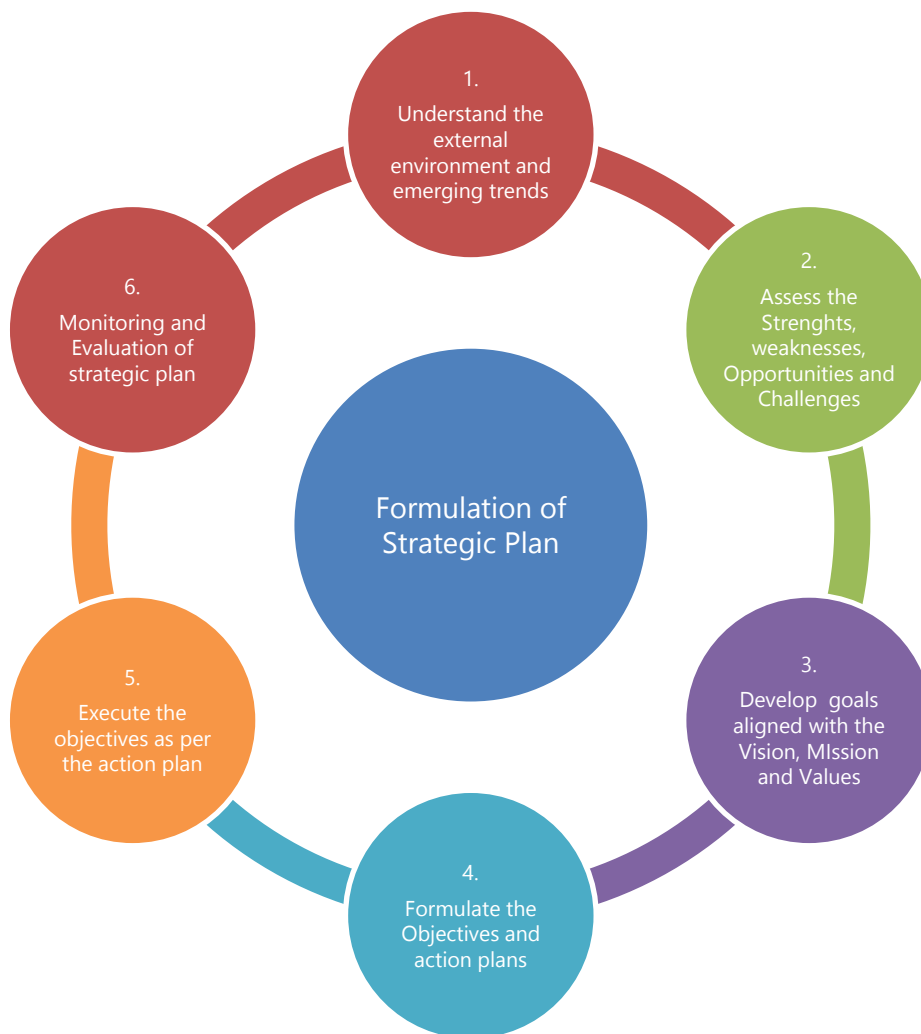 1.
Understand the
external
environment and
emerging trends
2.
Assess the
Strenghts,
weaknesses,
Opportunities and
Challenges
3.
Develop  goals
aligned with the
Vision, MIssion
and Values
4.
Formulate the
Objectives and
action plans
5.
Execute the
objectives as per
the action plan
6.
Monitoring and
Evaluation of
strategic plan
Formulation of
Strategic Plan